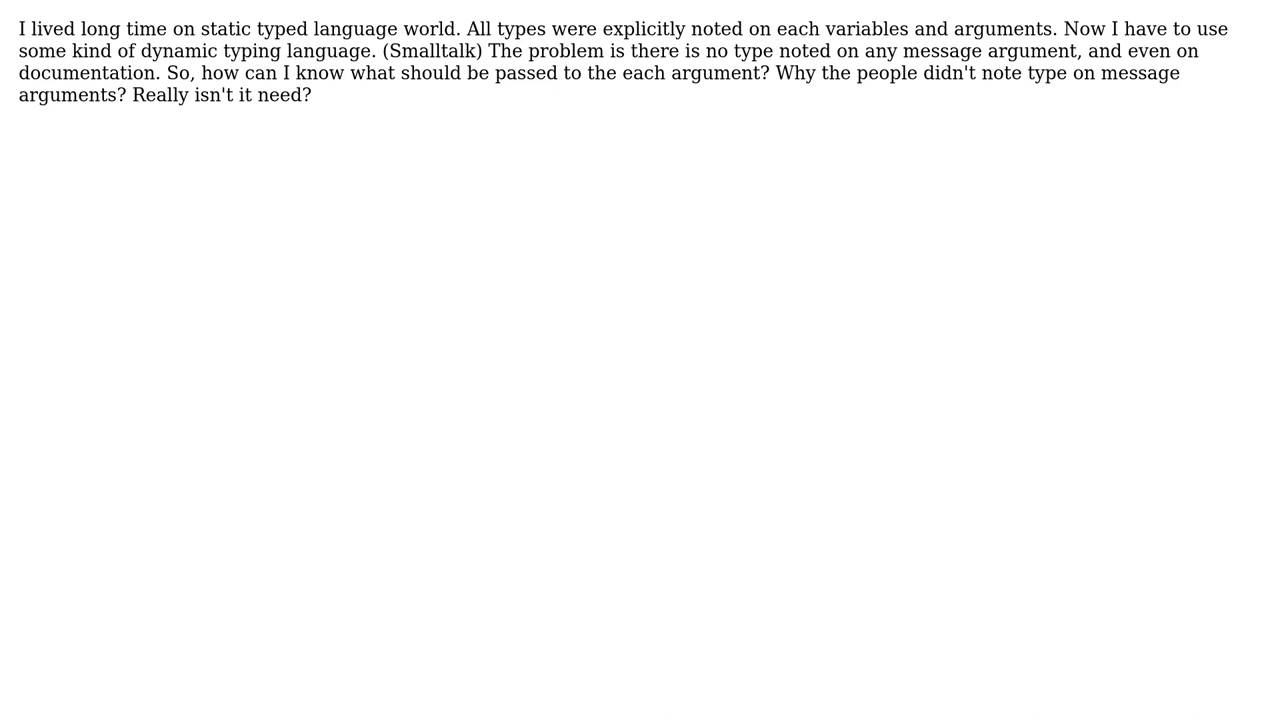 I lived long time on static typed language world. All types were explicitly noted on each variables and arguments. Now I have to use
some kind of dynamic typing language. (Smalltalk) The problem is there is no type noted on any message argument, and even on
documentation. So, how can I know what should be passed to the each argument? Why the people didn't note type on message
arguments? Really isn't it need?